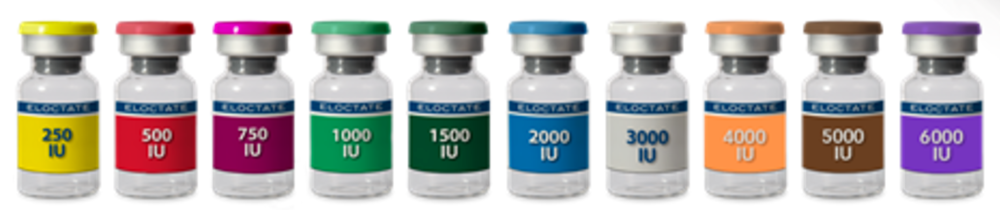 ELOCTATE
250
IU
ELOCTATE
500
IU
ELOCTATE
750
IU
ELOCTATE
1000
IU
ELOCTATE
1500
IU
ELOCTATE
2000
IU
ELOCTATE
3000
IU
ELOCTATE
4000
IU
ELOCTATE
5000
IU
ELOCTATE
6000
IU